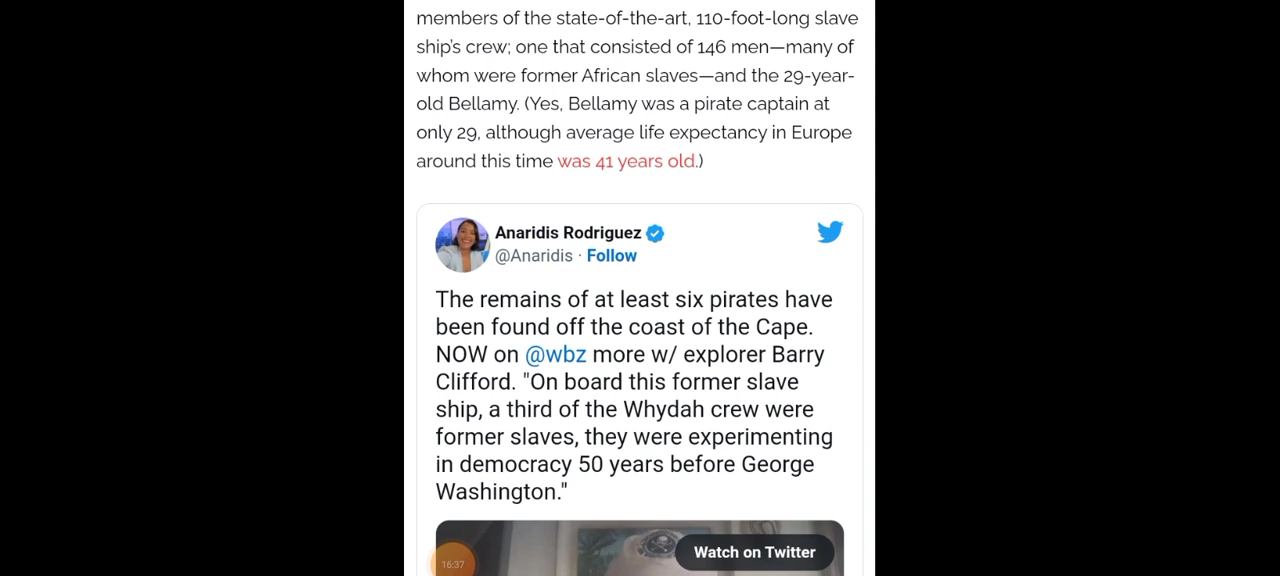 members of the state-of-the-art, 110-foot-long slave
ship's crew; one that consisted of 146 men—many of
whom were former African slaves—and the 29-year-
old Bellamy. (Yes, Bellamy was a pirate captain at
only 29, although average life expectancy in Europe
around this time was 41 years old.)
Anaridis Rodriguez
@Anaridis · Follow
The remains of at least six pirates have
been found off the coast of the Cape.
NOW on @wbz more w/ explorer Barry
Clifford. "On board this former slave
ship, a third of the Whydah crew were
former slaves, they were experimenting
in democracy 50 years before George
Washington."
Watch on Twitter
16:37